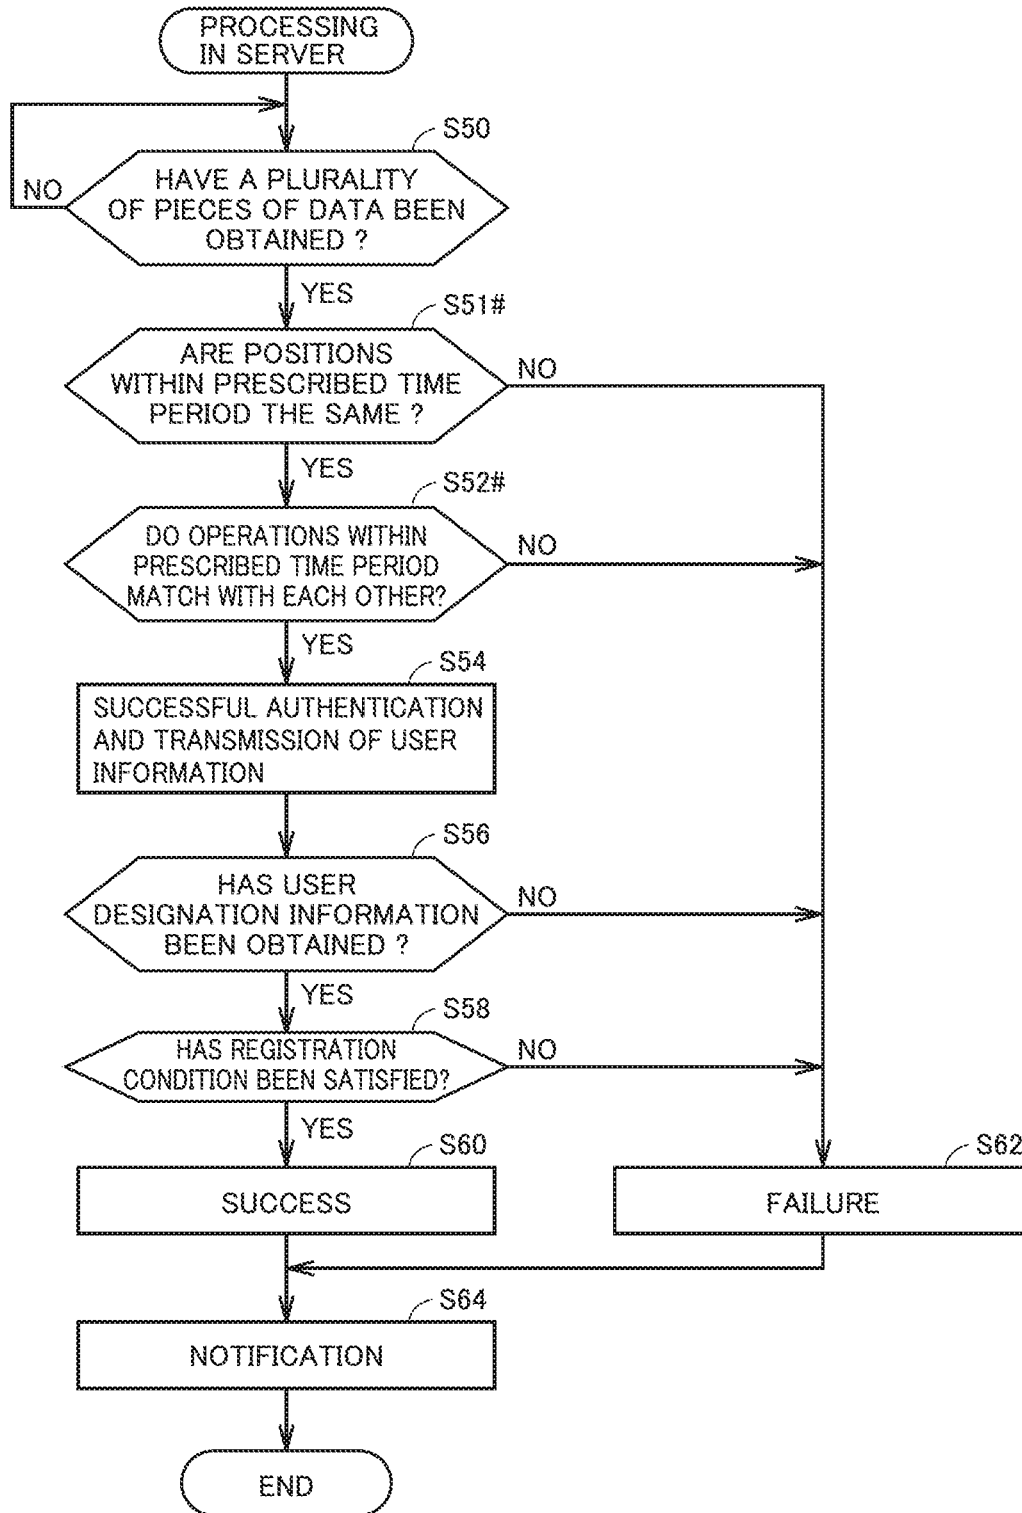 PROCESSING
IN SERVER
S50
HAVE A PLURALITY
OF PIECES OF DATA BEEN
OBTAINED ?
NO
YES
S51#
ARE POSITIONS
WITHIN PRESCRIBED TIME
PERIOD THE SAME ?
NO
YES
S52#
DO OPERATIONS WITHIN
PRESCRIBED TIME PERIOD
MATCH WITH EACH OTHER?
NO
YES
S54
SUCCESSFUL AUTHENTICATION
AND TRANSMISSION OF USER
INFORMATION
S56
HAS USER
DESIGNATION INFORMATION
BEEN OBTAINED ?
NO
YES
S58
HAS REGISTRATION
CONDITION BEEN SATISFIED?
NO
YES
S60
SUCCESS
S62
FAILURE
S64
NOTIFICATION
END